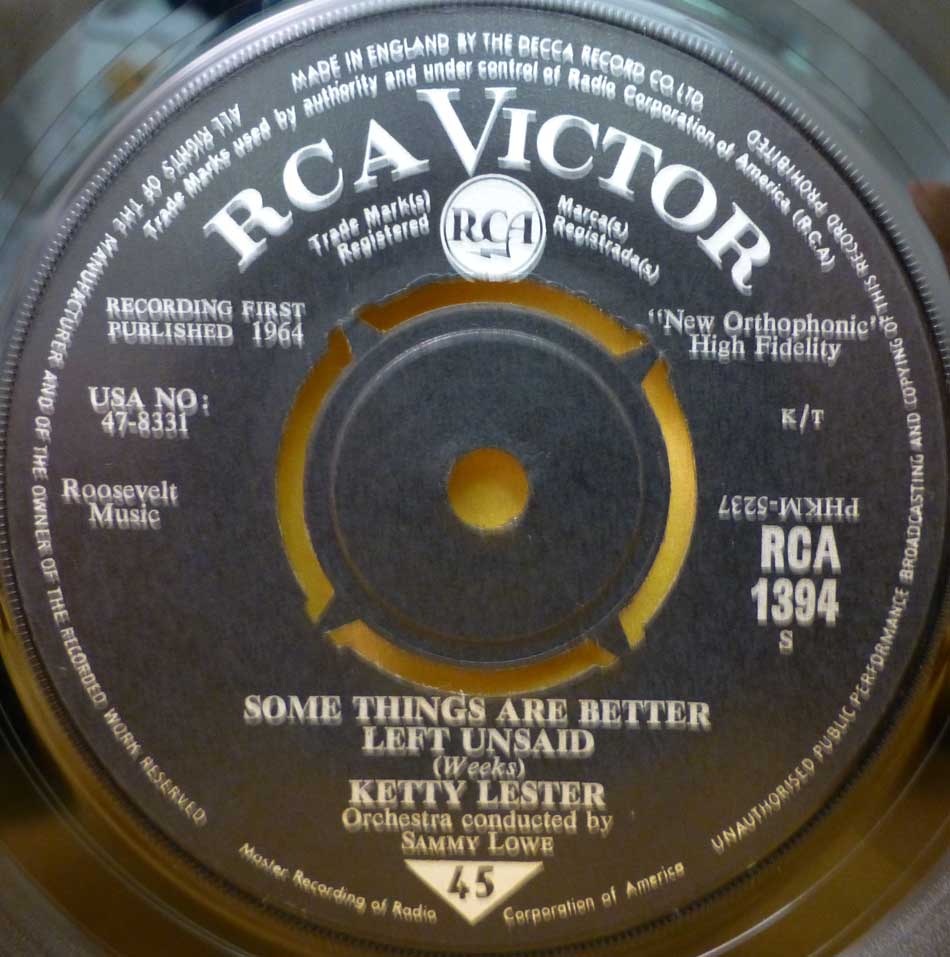 MADE IN ENGLAND BY THE DECCA RECORD CO. LTD.
ALL RIGHTS OF THE MANUFACTURER AND OF THE OWNER OF THE RECORDED WORK RESERVED
UNAUTHORISED PUBLIC PERFORMANCE BROADCASTING AND COPYING OF THIS RECORD PROHIBITED
Trade Marks used by authority and under control of Radio Corporation of America (R.C.A)
RCA VICTOR
Trade Mark(s)
Registered
RCA
Marca(s)
Registrada(s)
RECORDING FIRST
PUBLISHED 1964
"New Orthophonic"
High Fidelity
USA NO:
47-8331
K/T
Roosevelt
Music
PHKM-5237
RCA
1394
S
SOME THINGS ARE BETTER
LEFT UNSAID
(Weeks)
KETTY LESTER
Orchestra conducted by
SAMMY LOWE
45
Master Recording of Radio Corporation of America